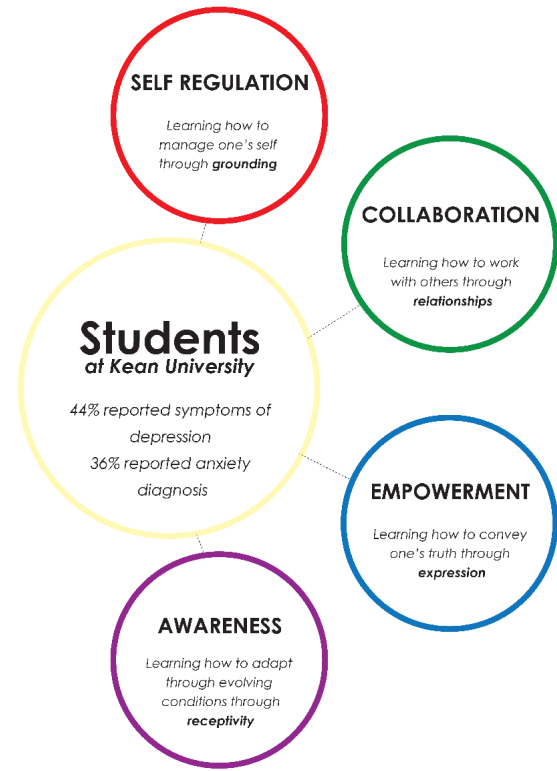 SELF REGULATION
Learning how to
manage one's self
through grounding
COLLABORATION
Learning how to work
with others through
relationships
Students
at Kean University
44% reported symptoms of
depression
36% reported anxiety
diagnosis
EMPOWERMENT
Learning how to convey
one's truth through
expression
AWARENESS
Learning how to adapt
through evolving
conditions through
receptivity